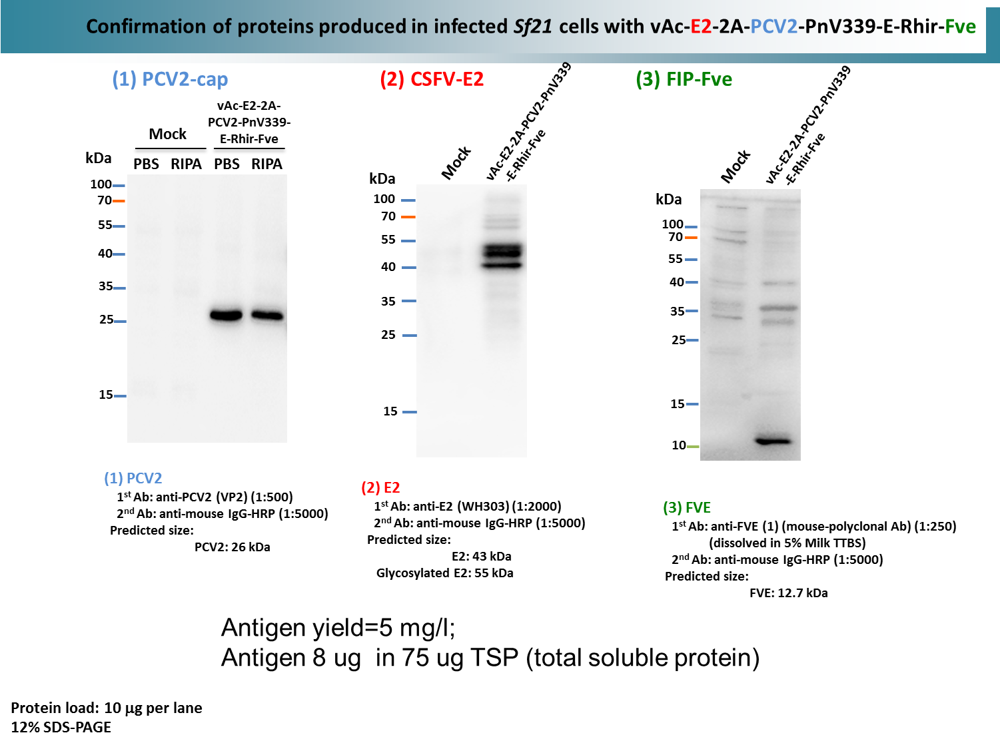 Confirmation of proteins produced in infected Sf21 cells with vAc-E2-2A-PCV2-PnV339-E-Rhir-Fve
(1) PCV2-cap
vAc-E2-2A-
PCV2-PnV339-
E-Rhir-Fve
Mock
kDa
PBS RIPA PBS RIPA
100
70
55
40
35
25
15
(1) PCV2
1st Ab: anti-PCV2 (VP2) (1:500)
2nd Ab: anti-mouse IgG-HRP (1:5000)
Predicted size:
PCV2: 26 kDa
(2) CSFV-E2
Mock
vAc-E2-2A-PCV2-PnV339
-E-Rhir-Fve
kDa
100
70
55
40
35
25
15
(2) E2
1st Ab: anti-E2 (WH303) (1:2000)
2nd Ab: anti-mouse IgG-HRP (1:5000)
Predicted size:
E2: 43 kDa
Glycosylated E2: 55 kDa
(3) FIP-Fve
Mock
vAc-E2-2A-PCV2-PnV339
-E-Rhir-Fve
kDa
100
70
55
40
35
25
15
10
(3) FVE
1st Ab: anti-FVE (1) (mouse-polyclonal Ab) (1:250)
(dissolved in 5% Milk TTBS)
2nd Ab: anti-mouse IgG-HRP (1:5000)
Predicted size:
FVE: 12.7 kDa
Antigen yield=5 mg/l;
Antigen 8 ug in 75 ug TSP (total soluble protein)
Protein load: 10 μg per lane
12% SDS-PAGE